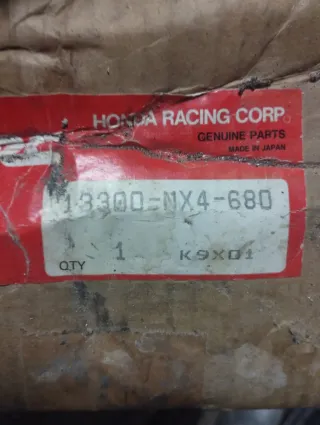 HONDA RACING CORP.
GENUINE PARTS
MADE IN JAPAN
13300-NX4-680
1 K9X01
QTY